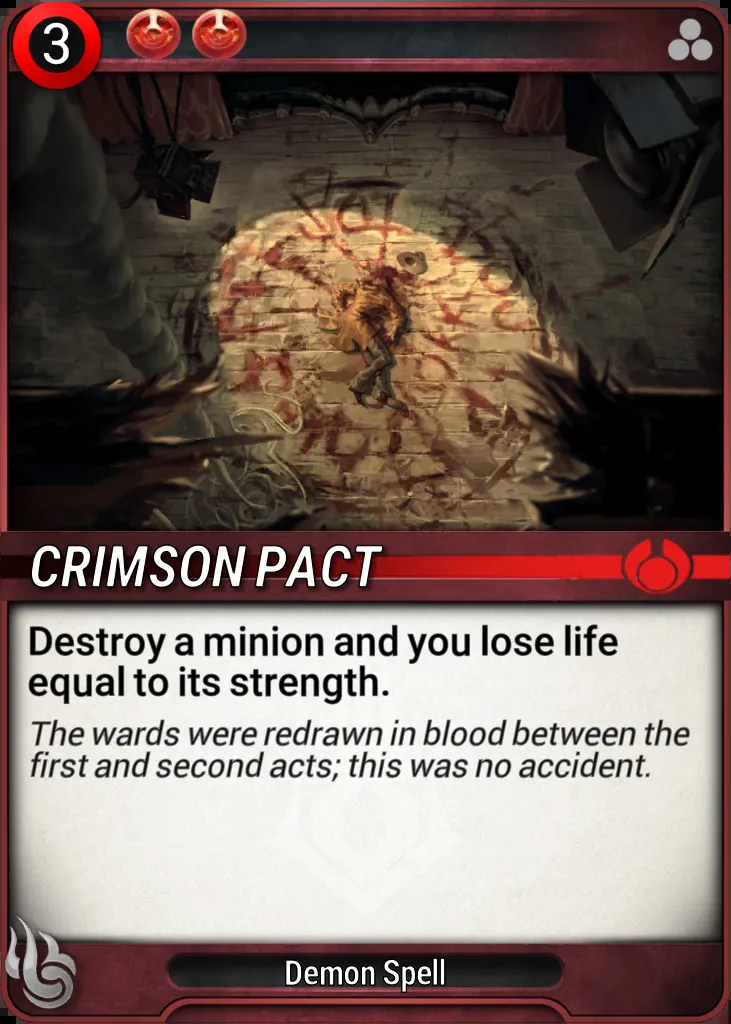 3
CRIMSON PACT
Destroy a minion and you lose life
equal to its strength.
The wards were redrawn in blood between the
first and second acts; this was no accident.
Demon Spell